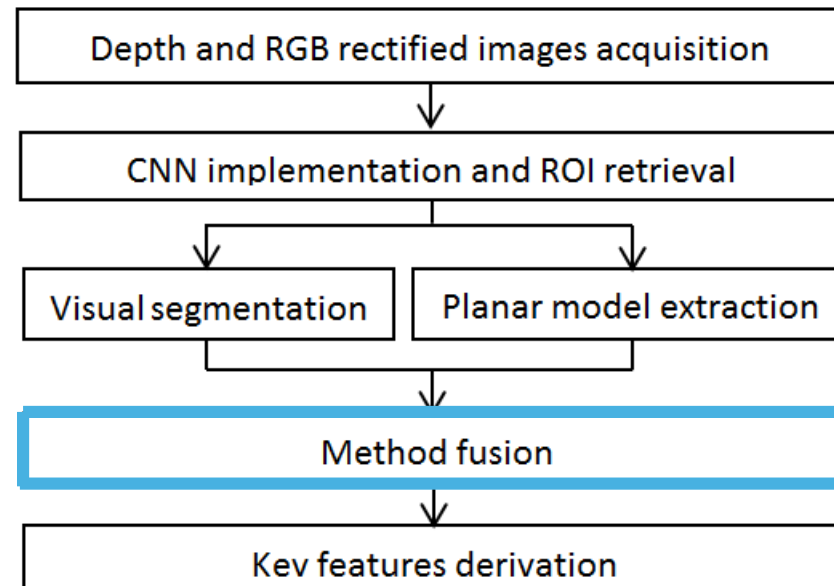 Depth and RGB rectified images acquisition
CNN implementation and ROI retrieval
Visual segmentation
Planar model extraction
Method fusion
Key features derivation